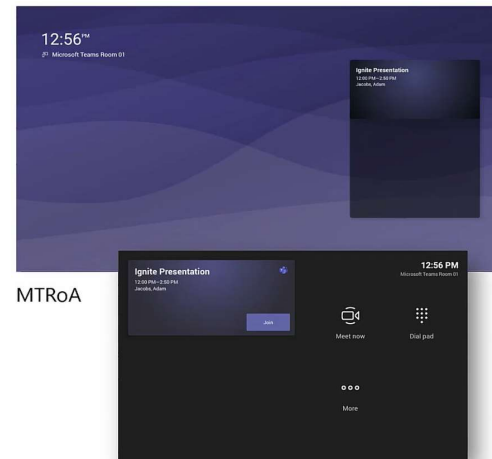 12:56PM
Microsoft Teams Room 01
Ignite Presentation
12:00 PM–2:50 PM
Jacobs, Adam
MTRoA
Ignite Presentation
12:00 PM–2:50 PM
Jacobs, Adam
Join
12:56 PM
Microsoft Teams Room 01
Meet now
Dial pad
More